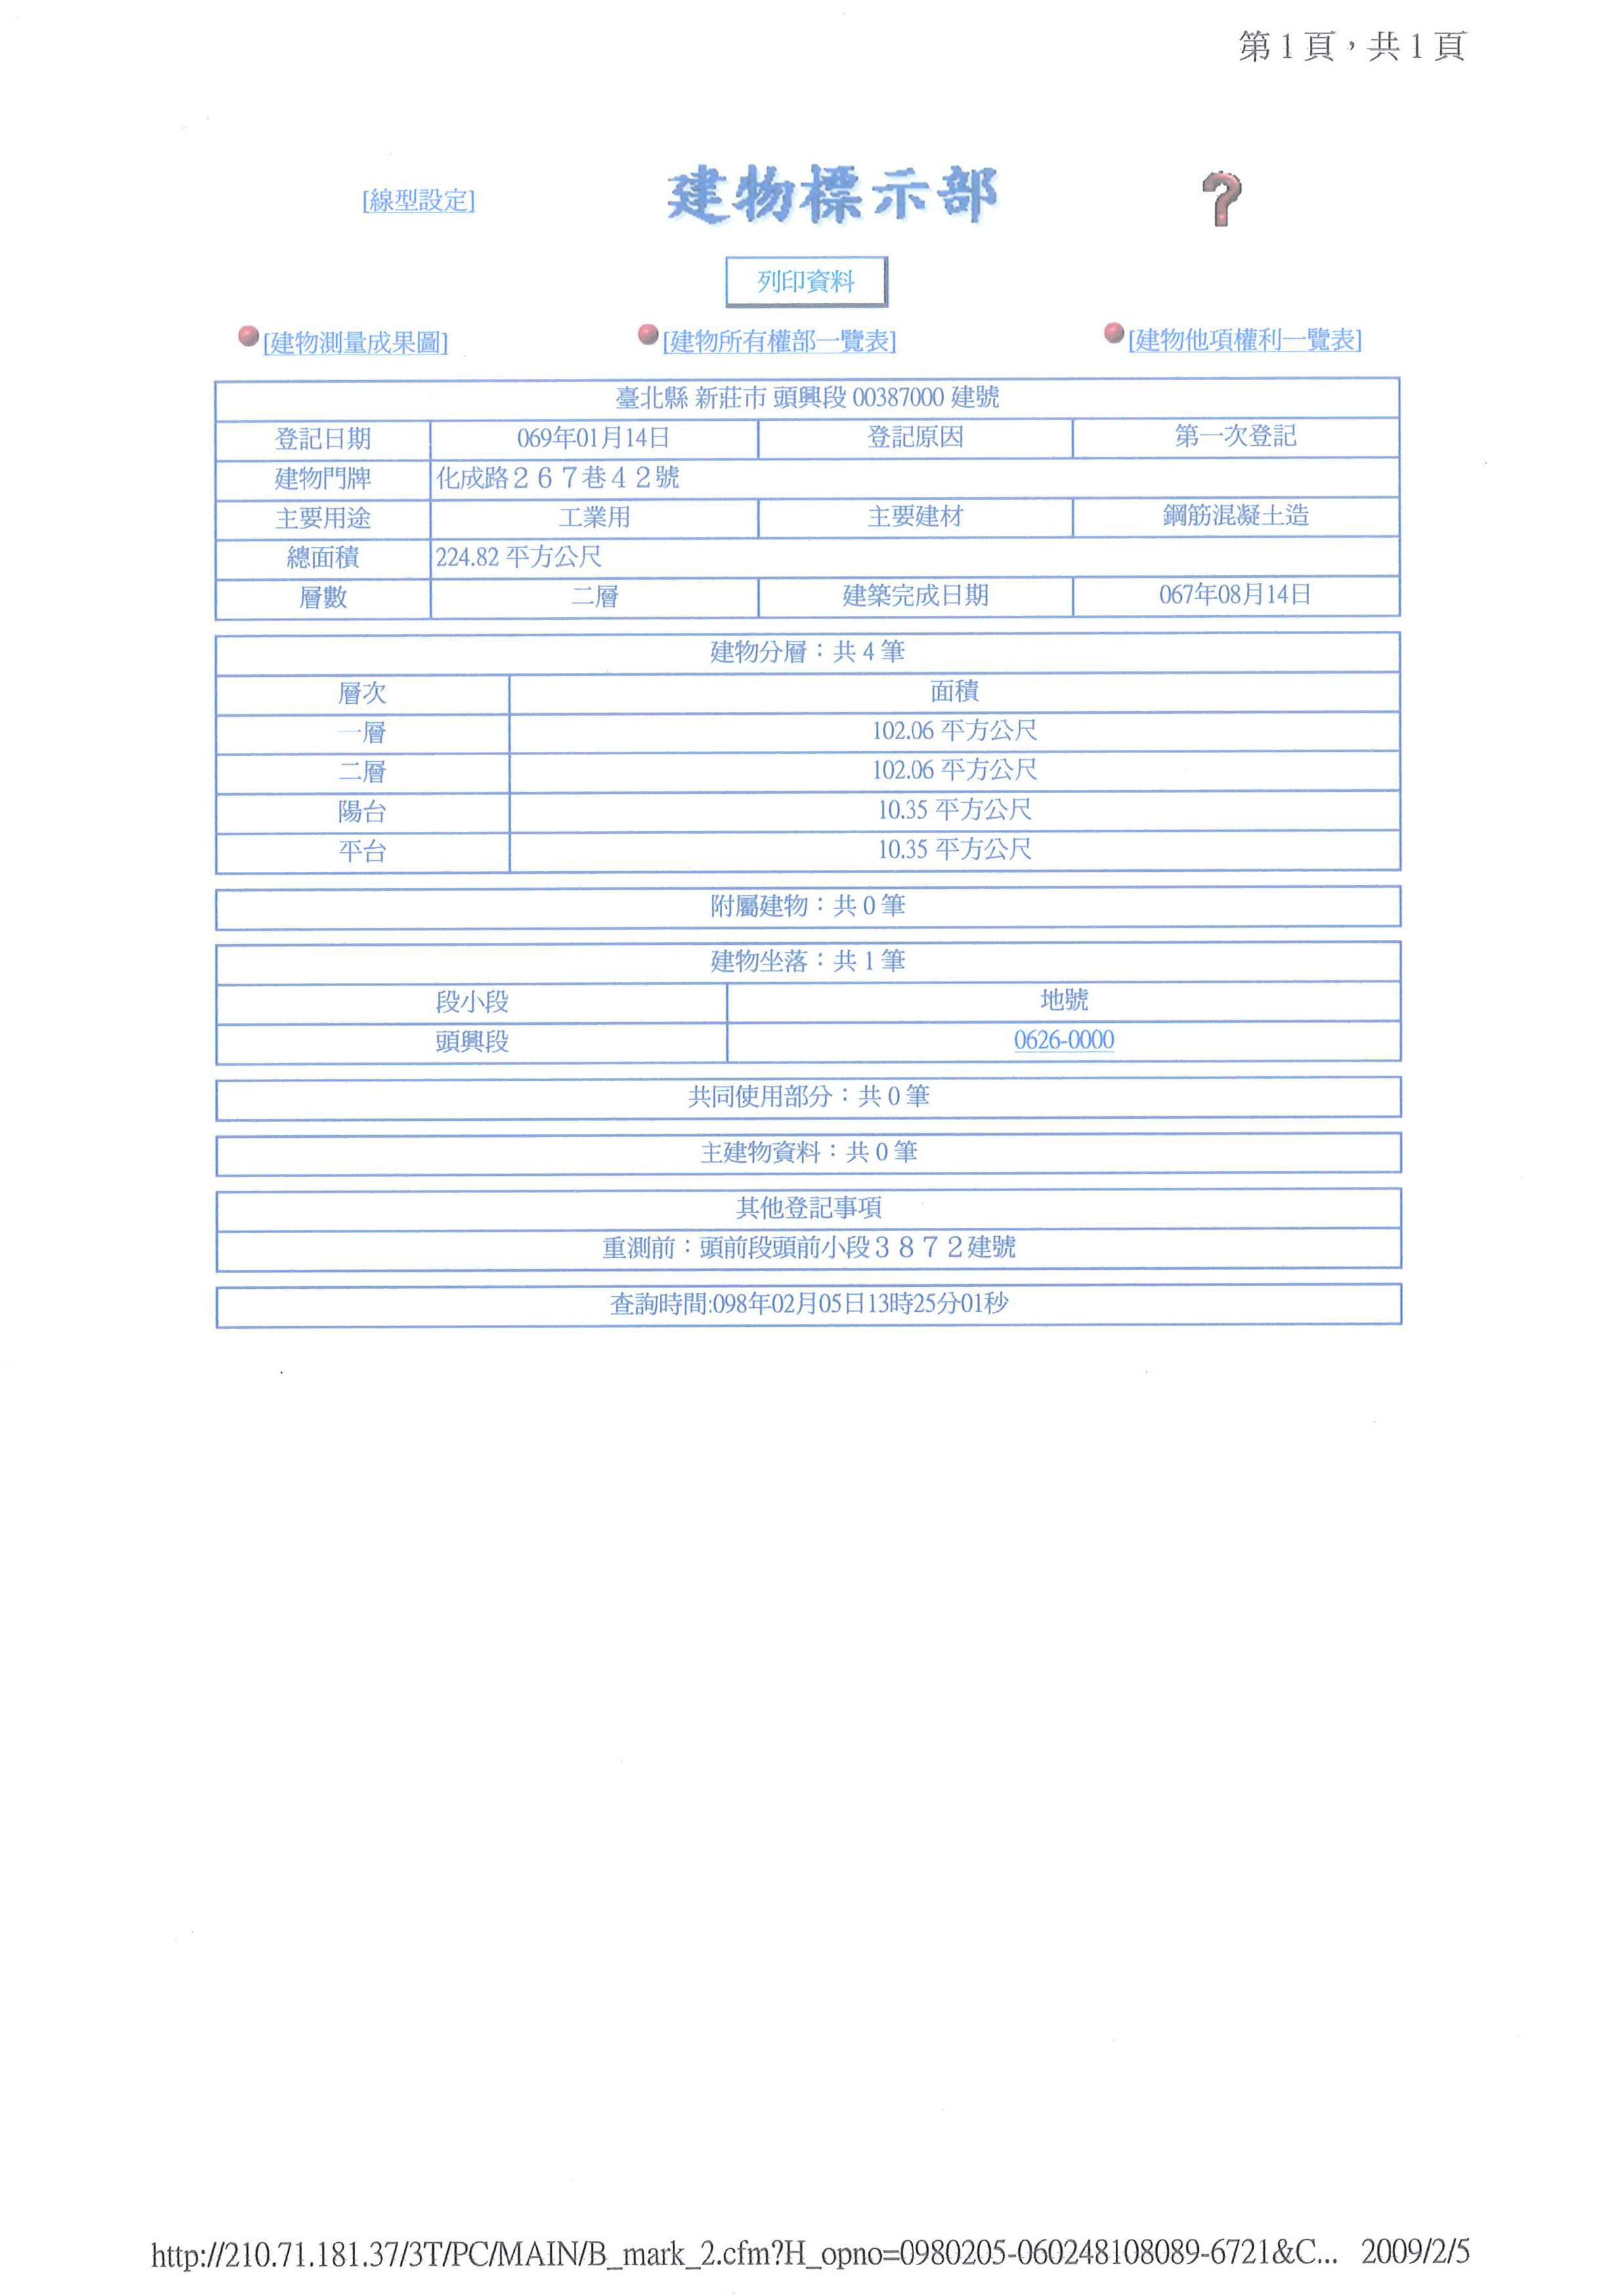 第1頁，共1頁
[線型設定] 建物標示部 ?
列印資料
[建物測量成果圖] [建物所有權部一覽表] [建物他項權利一覽表]
臺北縣 新莊市 頭興段 00387000 建號
登記日期 069年01月14日 登記原因 第一次登記
建物門牌 化成路２６７巷４２號
主要用途 工業用 主要建材 鋼筋混凝土造
總面積 224.82 平方公尺
層數 二層 建築完成日期 067年08月14日
建物分層：共 4 筆
層次 面積
一層 102.06 平方公尺
二層 102.06 平方公尺
陽台 10.35 平方公尺
平台 10.35 平方公尺
附屬建物：共 0 筆
建物坐落：共 1 筆
段小段 地號
頭興段 0626-0000
共同使用部分：共 0 筆
主建物資料：共 0 筆
其他登記事項
重測前：頭前段頭前小段３８７２建號
查詢時間:098年02月05日13時25分01秒
http://210.71.181.37/3T/PC/MAIN/B_mark_2.cfm?H_opno=0980205-060248108089-6721&C... 2009/2/5